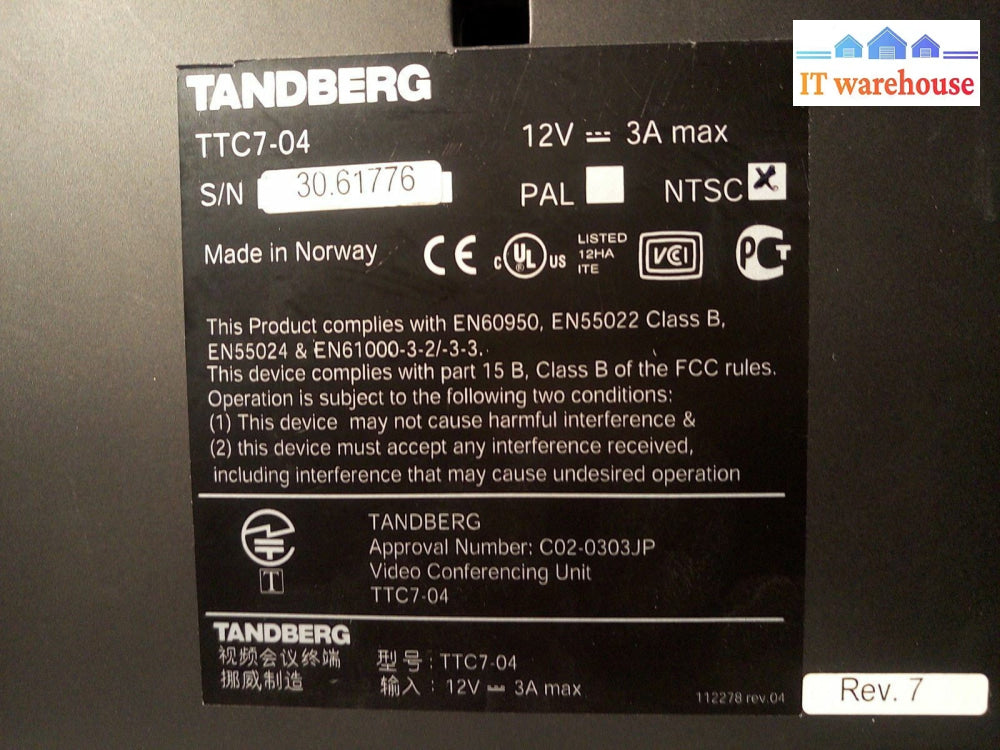 IT warehouse
TANDBERG
TTC7-04
12V ⎓ 3A max
S/N 30.61776
PAL
NTSC X
Made in Norway
CE
c UL ® US
LISTED
12HA
ITE
VCCI
PCT
This Product complies with EN60950, EN55022 Class B,
EN55024 & EN61000-3-2/-3-3.
This device complies with part 15 B, Class B of the FCC rules.
Operation is subject to the following two conditions:
(1) This device may not cause harmful interference &
(2) this device must accept any interference received,
including interference that may cause undesired operation
T
TANDBERG
Approval Number: C02-0303JP
Video Conferencing Unit
TTC7-04
TANDBERG
视频会议终端
挪威制造
型号: TTC7-04
输入: 12V ⎓ 3A max
112278 rev.04
Rev. 7